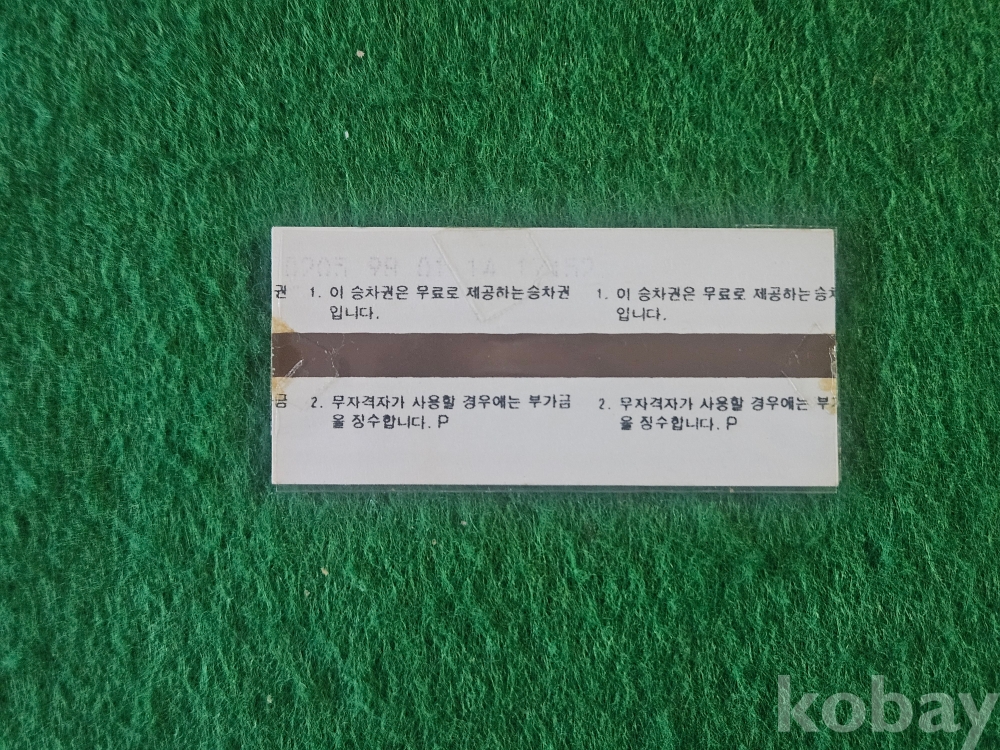 0205 99 01 14
권 1. 이 승차권은 무료로 제공하는승차권 1. 이 승차권은 무료로 제공하는승
입니다. 입니다.
금 2. 무자격자가 사용할 경우에는 부가금 2. 무자격자가 사용할 경우에는 부
을 징수합니다. P 을 징수합니다. P
kobay